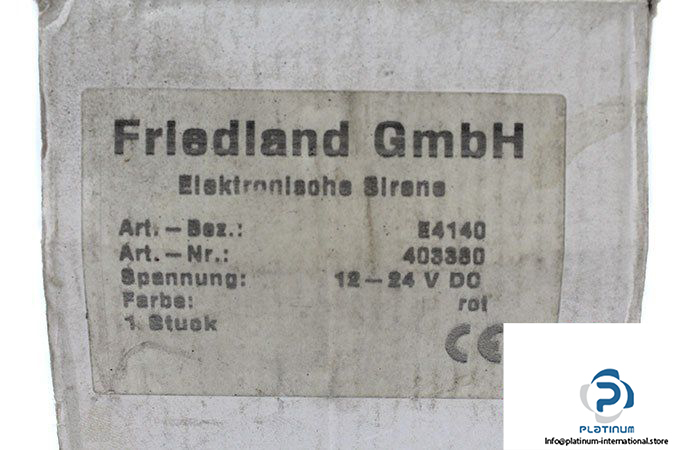 Friedland GmbH
Elektronische Sirene
Art.-Bez.: E4140
Art.-Nr.: 403380
Spannung: 12-24 V DC
Farbe: rot
1 Stuck
CE
PLATINUM
Info@platinum-international.store